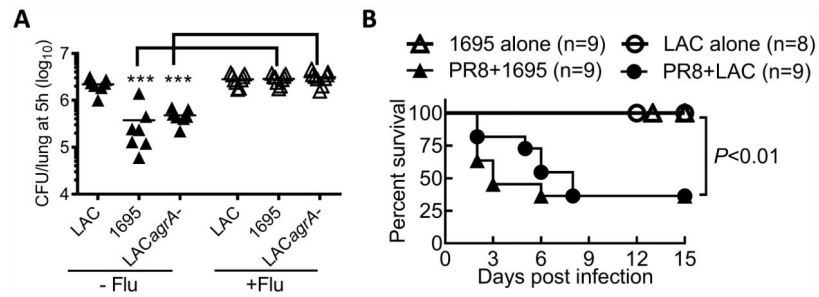 A
CFU/lung at 5h (log10)
7
6
5
4
*** ***
LAC
1695
LACagrA-
LAC
1695
LACagrA-
- Flu
+Flu
B
1695 alone (n=9)
LAC alone (n=8)
PR8+1695 (n=9)
PR8+LAC (n=9)
Percent survival
100
75
50
25
0
P<0.01
0 3 6 9 12 15
Days post infection